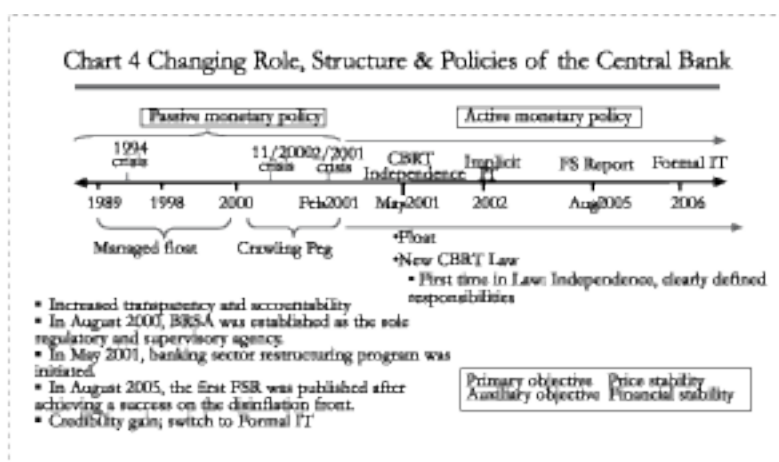 Chart 4 Changing Role, Structure & Policies of the Central Bank
Passive monetary policy Active monetary policy
1994 crisis
11/2000 crisis
2/2001 crisis
CBRT Independence
Implicit IT
FS Report
Formal IT
1989 1998 2000 Feb2001 May2001 2002 Aug2005 2006
Managed float Crawling Peg
•Float
•New CBRT Law
▪ First time in Law: Independence, clearly defined
responsibilities
▪ Increased transparency and accountability
▪ In August 2000, BRSA was established as the sole
regulatory and supervisory agency.
▪ In May 2001, banking sector restructuring program was
initiated.
▪ In August 2005, the first FSR was published after
achieving a success on the disinflation front.
▪ Credibility gain; switch to Formal IT
Primary objective Price stability
Auxiliary objective Financial stability